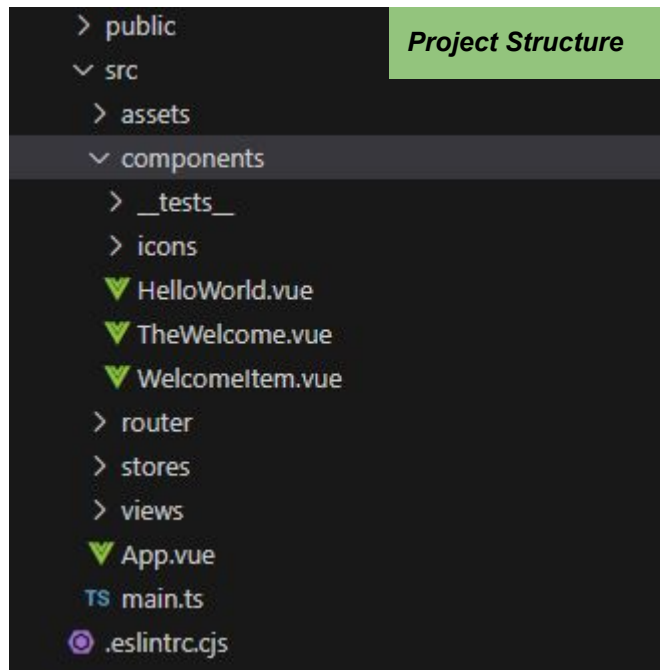 public
Project Structure
src
assets
components
__tests__
icons
HelloWorld.vue
TheWelcome.vue
WelcomeItem.vue
router
stores
views
App.vue
TS main.ts
.eslintrc.cjs